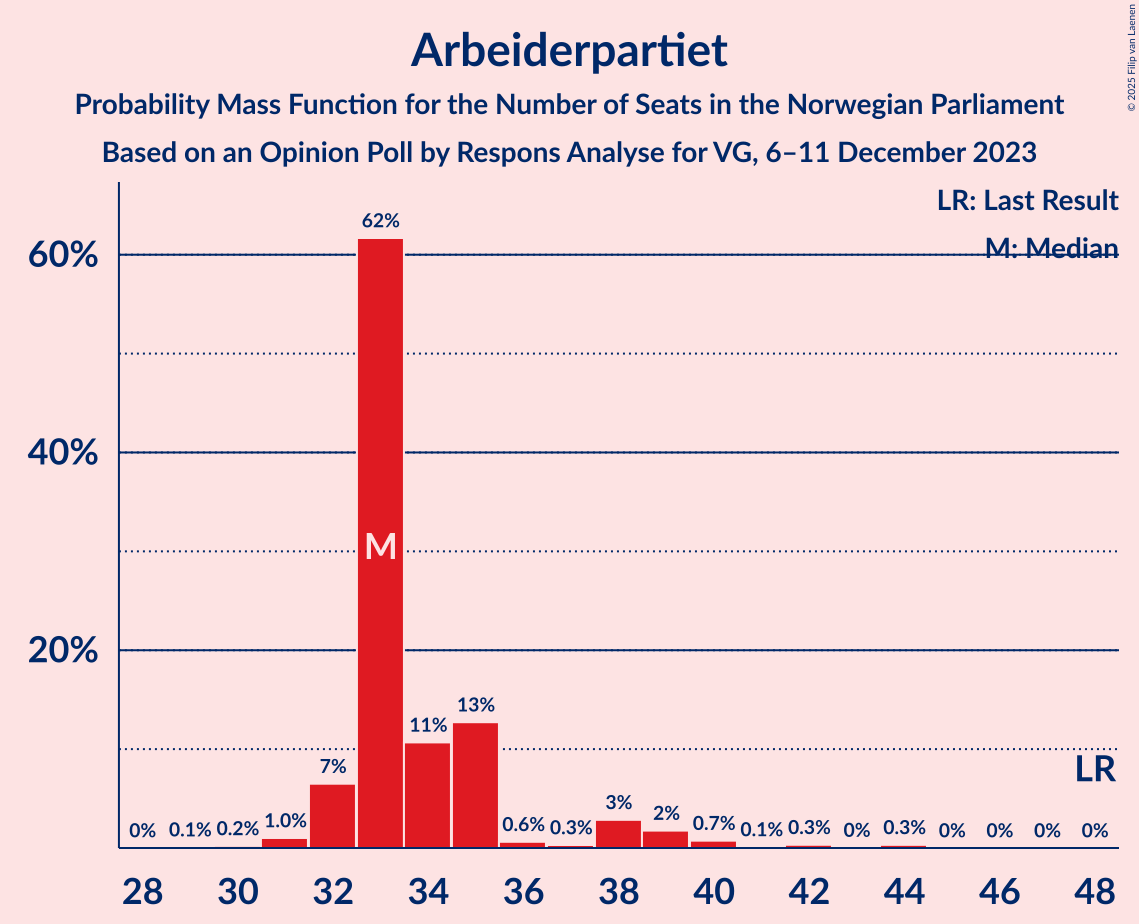 Arbeiderpartiet
Probability Mass Function for the Number of Seats in the Norwegian Parliament
Based on an Opinion Poll by Respons Analyse for VG, 6–11 December 2023
© 2025 Filip van Laenen
LR: Last Result
M: Median
60%
40%
20%
62%
M
13%
11%
7%
LR
3%
2%
0% 0.1% 0.2% 1.0% 0.6% 0.3% 0.7% 0.1% 0.3% 0% 0.3% 0% 0% 0% 0%
28 30 32 34 36 38 40 42 44 46 48